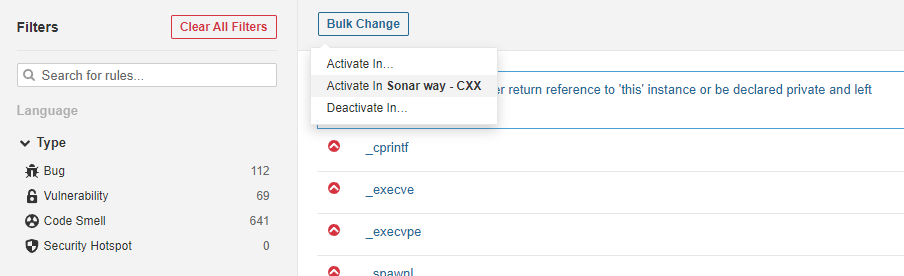 Filters
Clear All Filters
Search for rules...
Language
Type
Bug 112
Vulnerability 69
Code Smell 641
Security Hotspot 0
Bulk Change
Activate In…
Activate In Sonar way - CXX
Deactivate In…
return reference to 'this' instance or be declared private and left
_cprintf
_execve
_execvpe
_spawnl